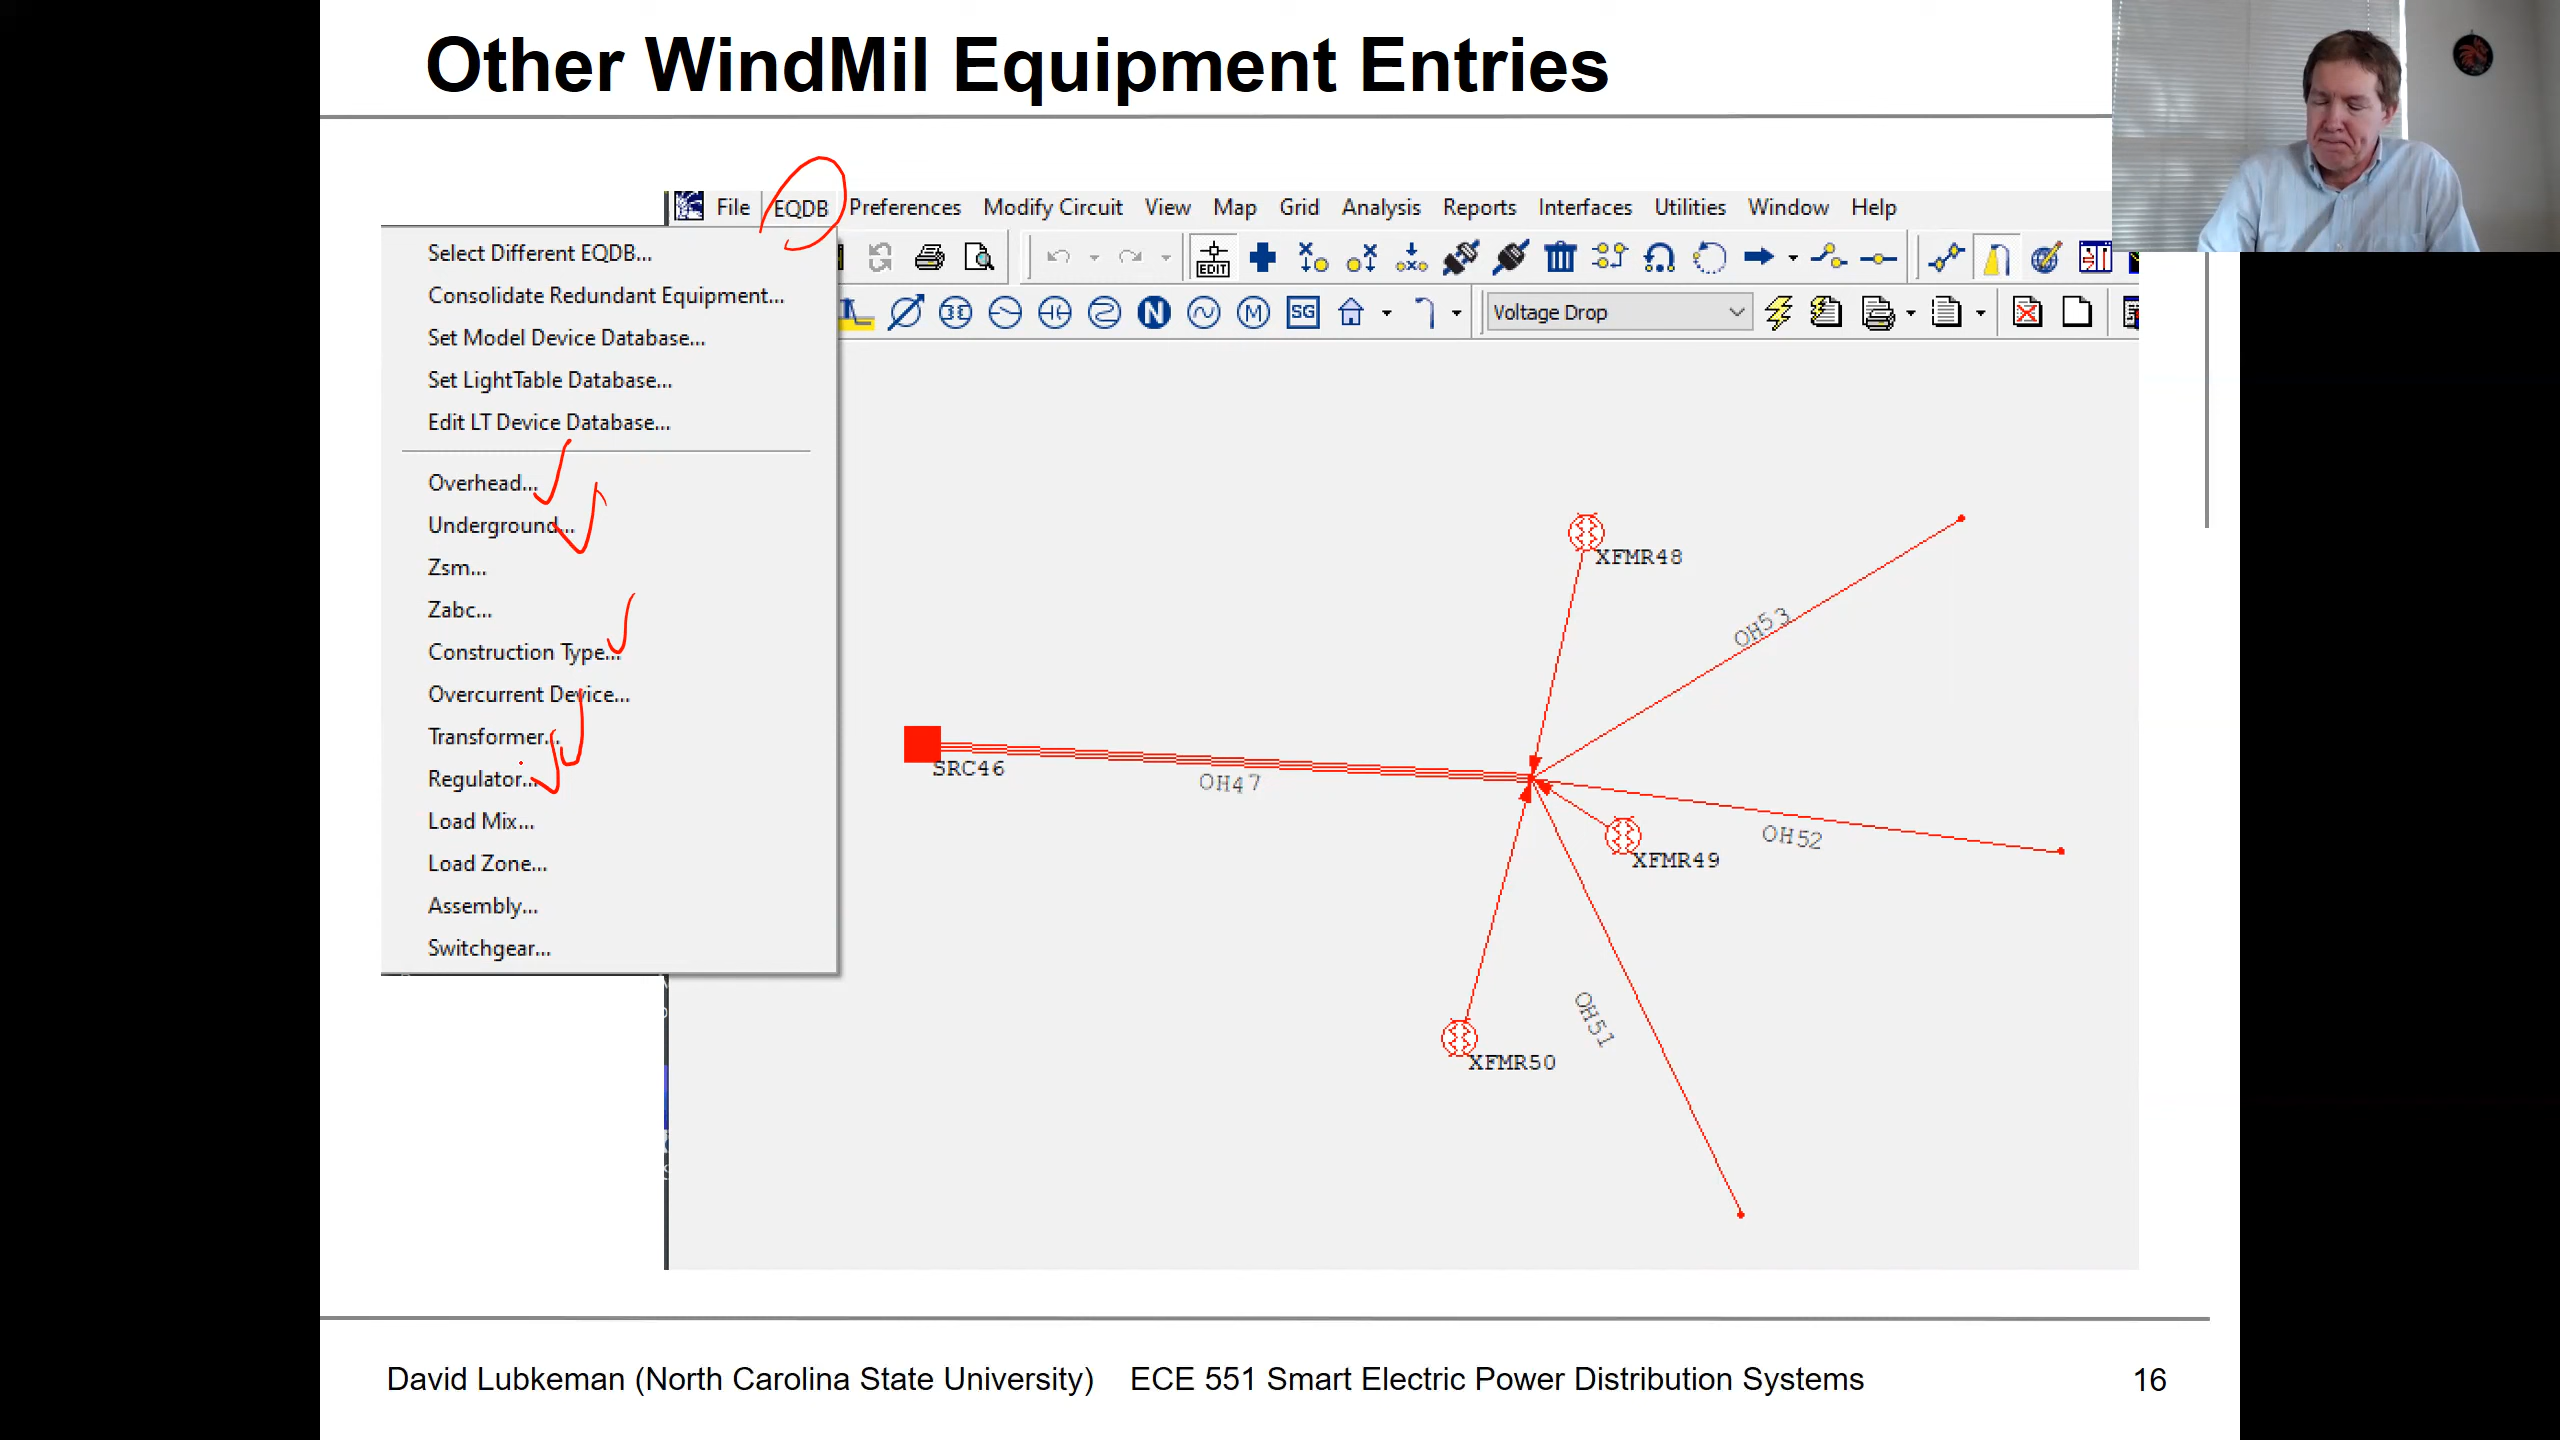 Other WindMil Equipment Entries
File EQDB Preferences Modify Circuit View Map Grid Analysis Reports Interfaces Utilities Window Help
EDIT
N M SG Voltage Drop
Select Different EQDB...
Consolidate Redundant Equipment...
Set Model Device Database...
Set LightTable Database...
Edit LT Device Database...
Overhead...
Underground...
Zsm...
Zabc...
Construction Type...
Overcurrent Device...
Transformer...
Regulator...
Load Mix...
Load Zone...
Assembly...
Switchgear...
XFMR48
OH53
SRC46
OH47
OH52
XFMR49
OH51
XFMR50
David Lubkeman (North Carolina State University) ECE 551 Smart Electric Power Distribution Systems 16